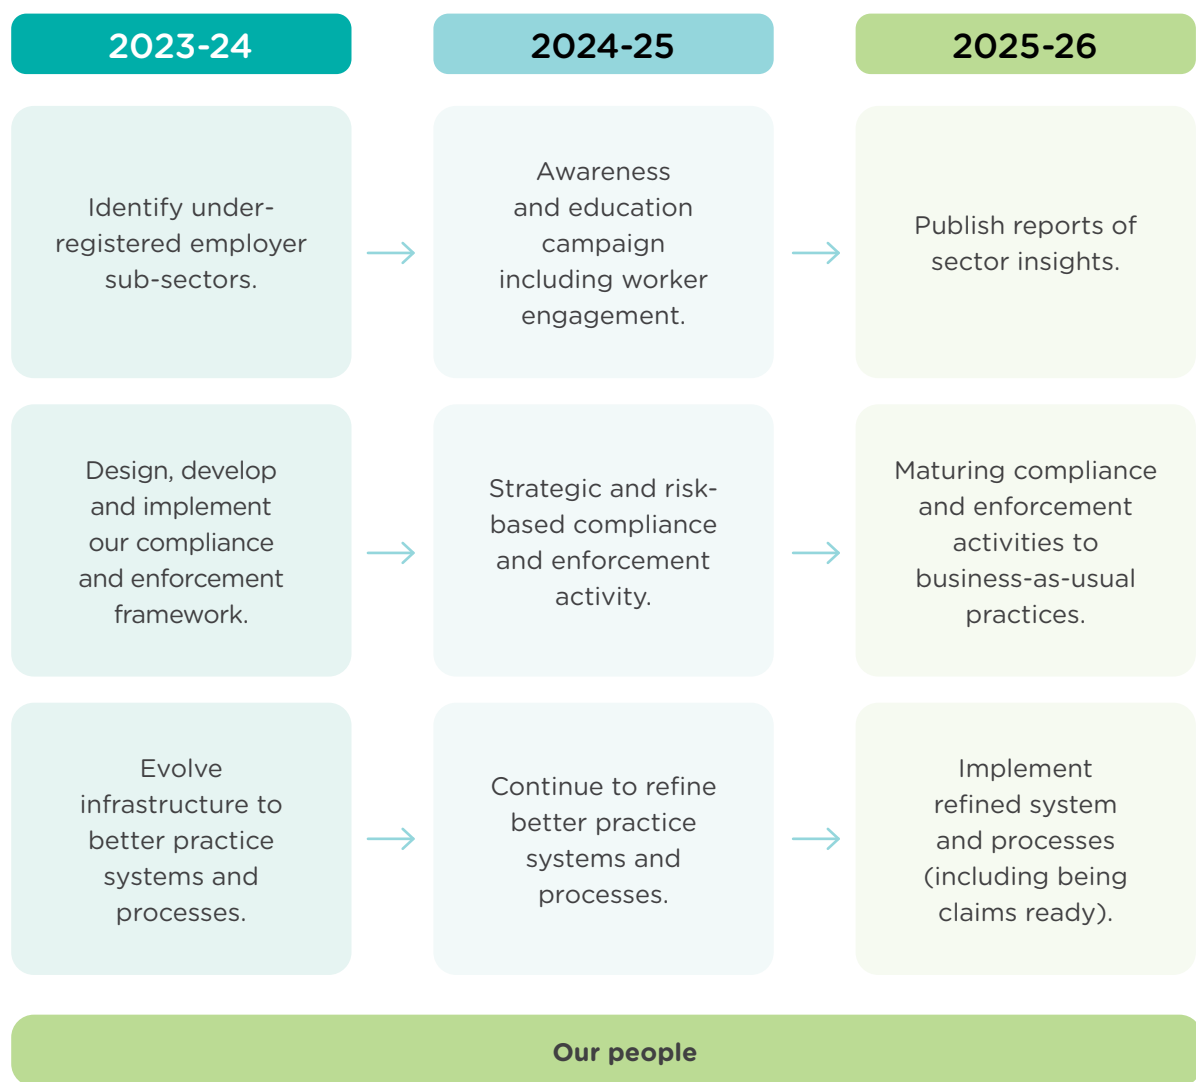 2023-24
2024-25
2025-26
Identify under-
registered employer
sub-sectors.
Awareness
and education
campaign
including worker
engagement.
Publish reports of
sector insights.
Design, develop
and implement
our compliance
and enforcement
framework.
Strategic and risk-
based compliance
and enforcement
activity.
Maturing compliance
and enforcement
activities to
business-as-usual
practices.
Evolve
infrastructure to
better practice
systems and
processes.
Continue to refine
better practice
systems and
processes.
Implement
refined system
and processes
(including being
claims ready).
Our people